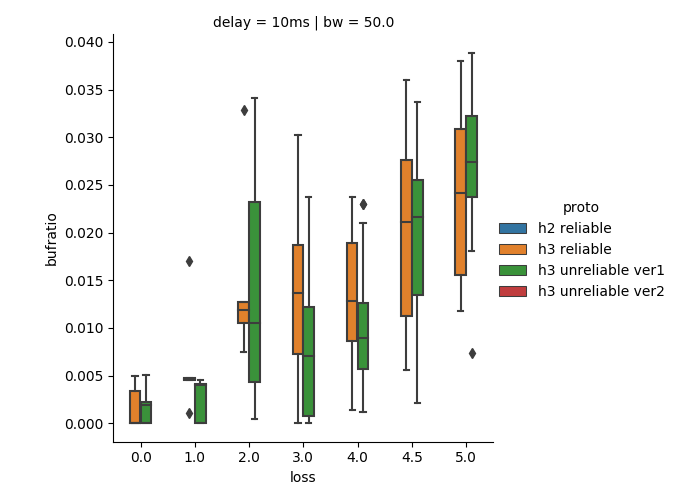 delay = 10ms | bw = 50.0
0.040
0.035
0.030
0.025
0.020
0.015
0.010
0.005
0.000
bufratio
0.0 1.0 2.0 3.0 4.0 4.5 5.0
loss
proto
h2 reliable
h3 reliable
h3 unreliable ver1
h3 unreliable ver2